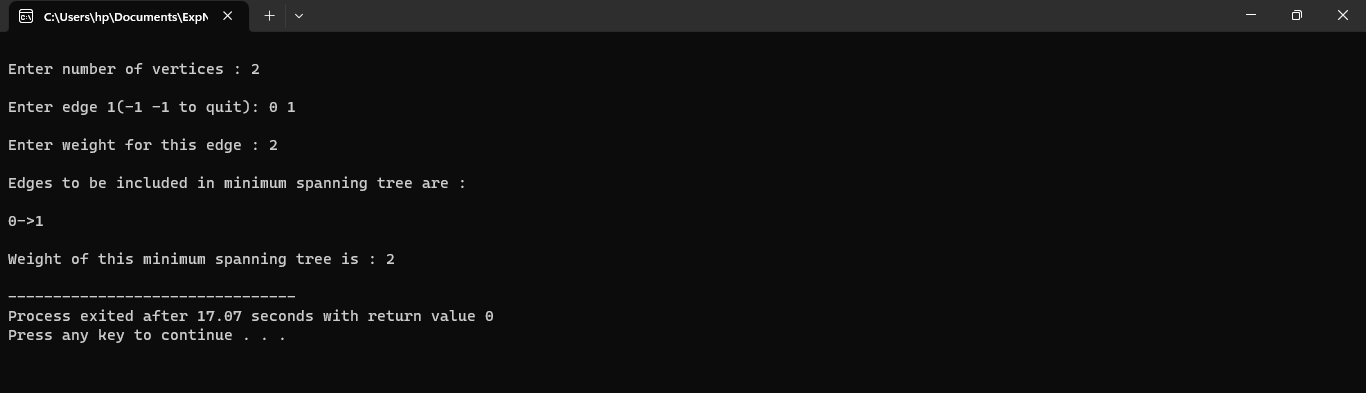 C:\Users\hp\Documents\ExpN
Enter number of vertices : 2
Enter edge 1(-1 -1 to quit): 0 1
Enter weight for this edge : 2
Edges to be included in minimum spanning tree are :
0->1
Weight of this minimum spanning tree is : 2
--------------------------------
Process exited after 17.07 seconds with return value 0
Press any key to continue . . .